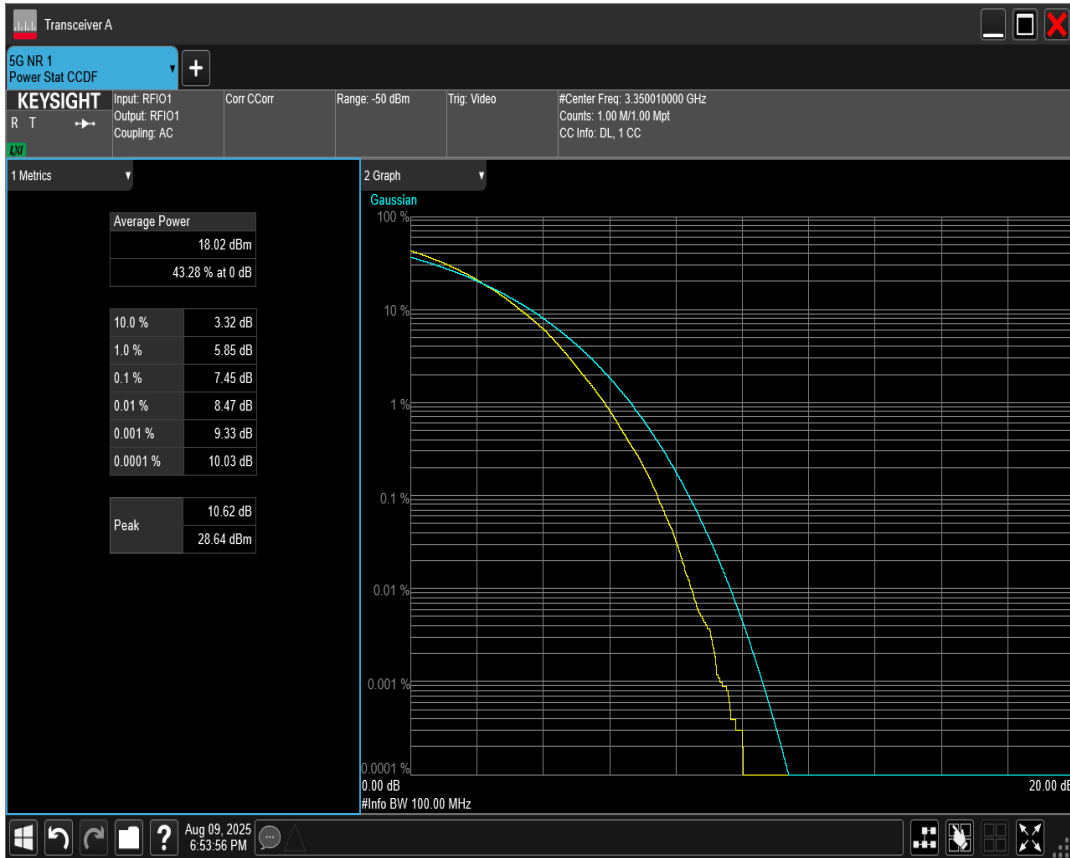 Transceiver A
5G NR 1
Power Stat CCDF
+
KEYSIGHT
R T
LXI
Input: RFIO1
Output: RFIO1
Coupling: AC
Corr CCorr
Range: -50 dBm
Trig: Video
#Center Freq: 3.350010000 GHz
Counts: 1.00 M/1.00 Mpt
CC Info: DL, 1 CC
1 Metrics
Average Power
18.02 dBm
43.28 % at 0 dB
10.0 % 3.32 dB
1.0 % 5.85 dB
0.1 % 7.45 dB
0.01 % 8.47 dB
0.001 % 9.33 dB
0.0001 % 10.03 dB
Peak
10.62 dB
28.64 dBm
2 Graph
Gaussian
100 %
10 %
1 %
0.1 %
0.01 %
0.001 %
0.0001 %
0.00 dB 20.00 dB
#Info BW 100.00 MHz
?
Aug 09, 2025
6:53:56 PM